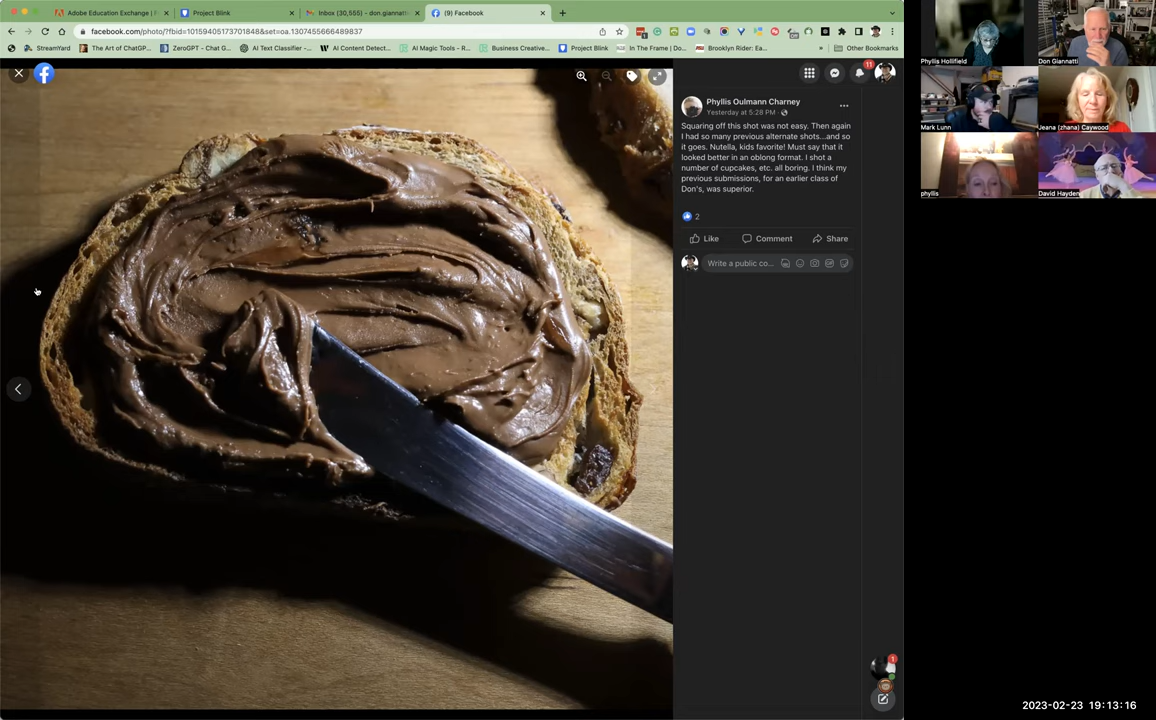 Adobe Education Exchange | F
Project Blink
Inbox (30,555) - don.giannatti
(9) Facebook
facebook.com/photo/?fbid=10159405173701848&set=oa.1307455666489837
StreamYard
The Art of ChatGP...
ZeroGPT - Chat G...
AI Text Classifier -...
AI Content Detect...
AI Magic Tools - R...
Business Creative...
Project Blink
In The Frame | Do...
Brooklyn Rider: Ea...
»
Other Bookmarks
11
Phyllis Oulmann Charney
Yesterday at 5:28 PM ·
Squaring off this shot was not easy. Then again
I had so many previous alternate shots...and so
it goes. Nutella, kids favorite! Must say that it
looked better in an oblong format. I shot a
number of cupcakes, etc. all boring. I think my
previous submissions, for an earlier class of
Don's, was superior.
2
Like
Comment
Share
Write a public co...
1
Phyllis Hollifield
Don Giannatti
Mark Lunn
Jeana (zhana) Caywood
phyllis
David Hayden
2023-02-23 19:13:16